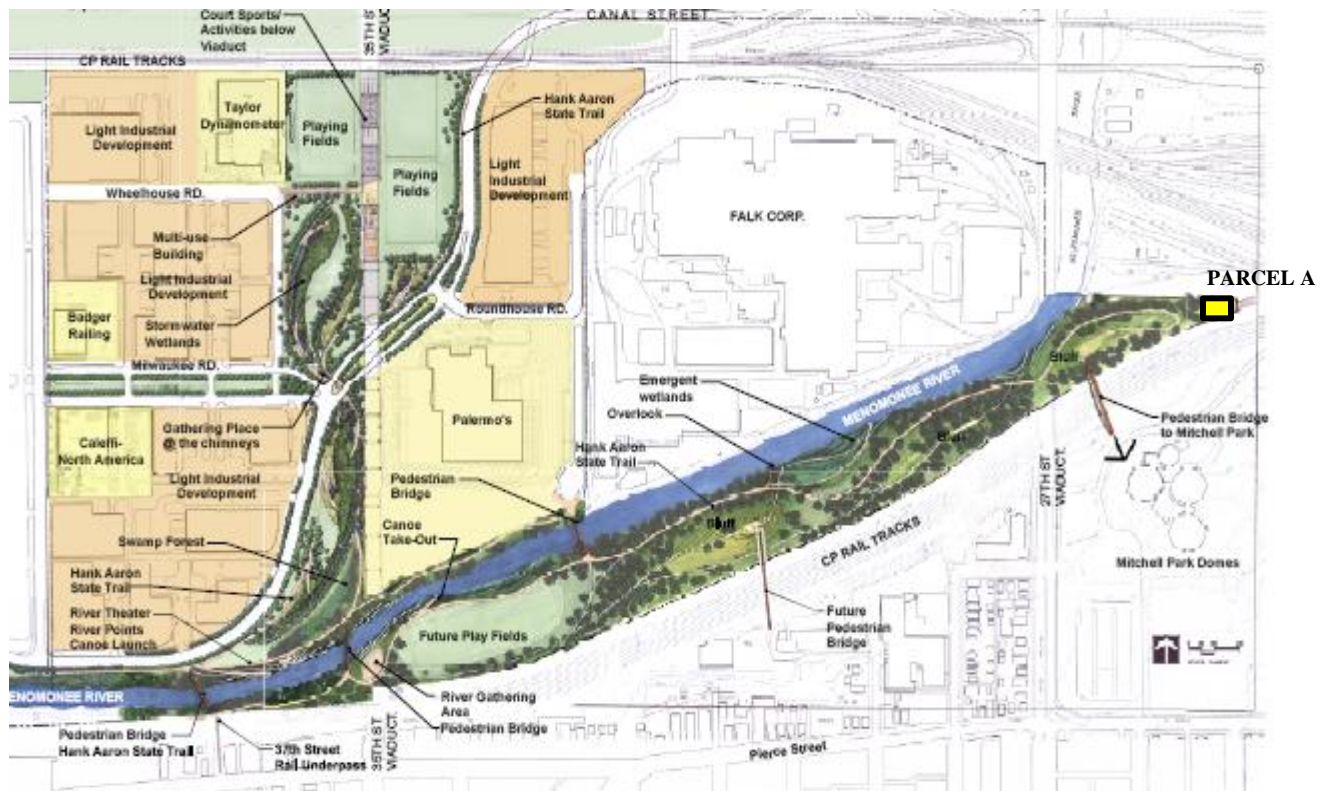 Court Sports/
Activities below
Viaduct
35TH ST
VIADUCT
CANAL STREET
CP RAIL TRACKS
Taylor
Dynamometer
Light Industrial
Development
Playing
Fields
Hank Aaron
State Trail
Playing
Fields
Light
Industrial
Development
Wheelhouse RD.
FALK CORP.
Multi-use
Building
Light Industrial
Development
PARCEL A
Badger
Railing
Stormwater
Wetlands
Roundhouse RD.
Milwaukee RD.
Bluff
Emergent
wetlands
MENOMONEE RIVER
Overlook
Palermo's
Pedestrian Bridge
to Mitchell Park
Gathering Place
@ the chimneys
Caleffi-
North America
Hank Aaron
State Trail
Bluff
27TH ST
VIADUCT.
Light Industrial
Development
Pedestrian
Bridge
Bluff
Canoe
Take-Out
CP RAIL TRACKS
Swamp Forest
Mitchell Park Domes
Hank Aaron
State Trail
River Theater
River Points
Canoe Launch
Future Play Fields
Future
Pedestrian
Bridge
MENOMONEE RIVER
River Gathering
Area
Pedestrian Bridge
Pedestrian Bridge
Hank Aaron State Trail
35TH ST
VIADUCT.
37th Street
Rail Underpass
Pierce Street